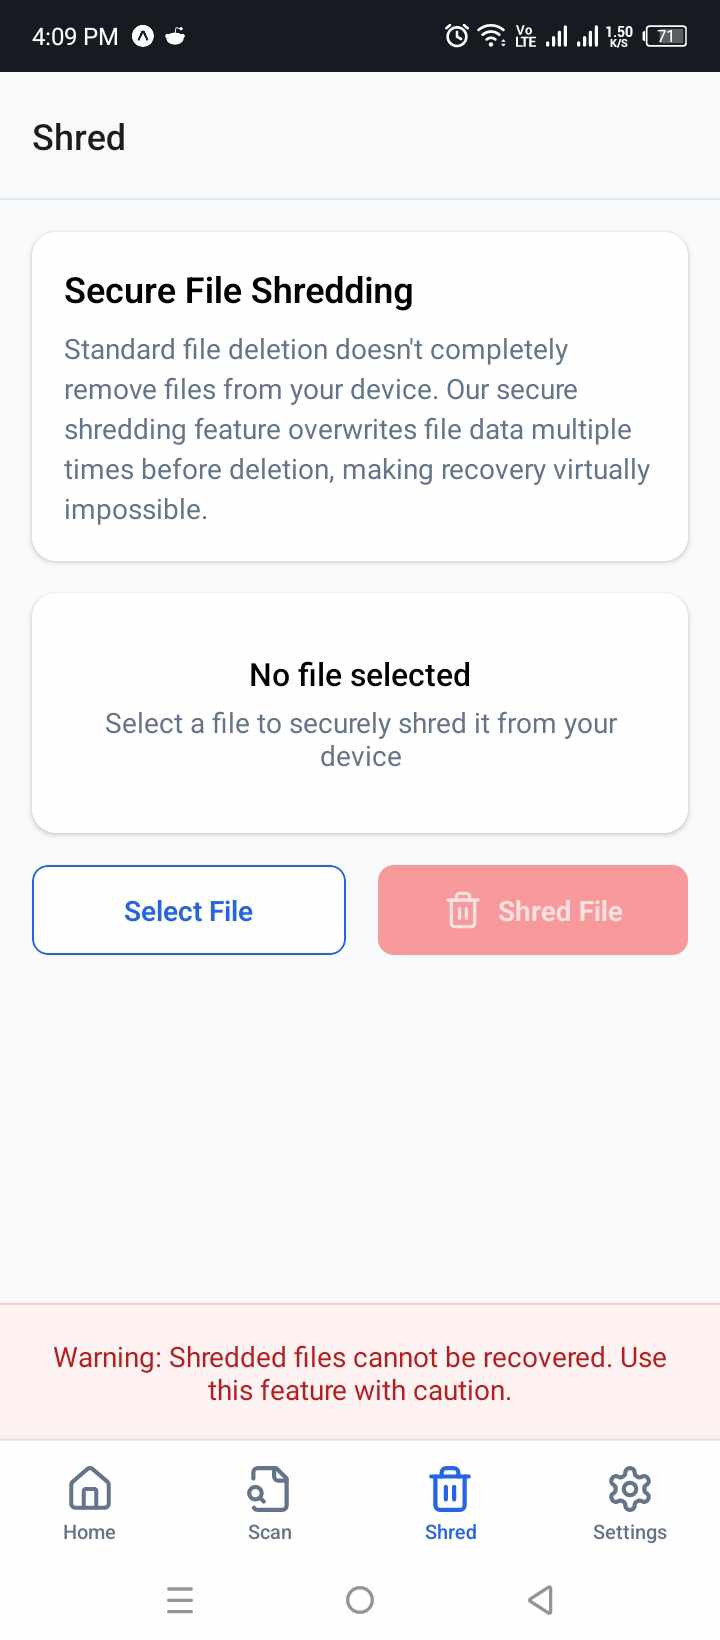 4:09 PM
Vo LTE
1.50 K/S
71
Shred
Secure File Shredding
Standard file deletion doesn't completely
remove files from your device. Our secure
shredding feature overwrites file data multiple
times before deletion, making recovery virtually
impossible.
No file selected
Select a file to securely shred it from your
device
Select File
Shred File
Warning: Shredded files cannot be recovered. Use
this feature with caution.
Home
Scan
Shred
Settings